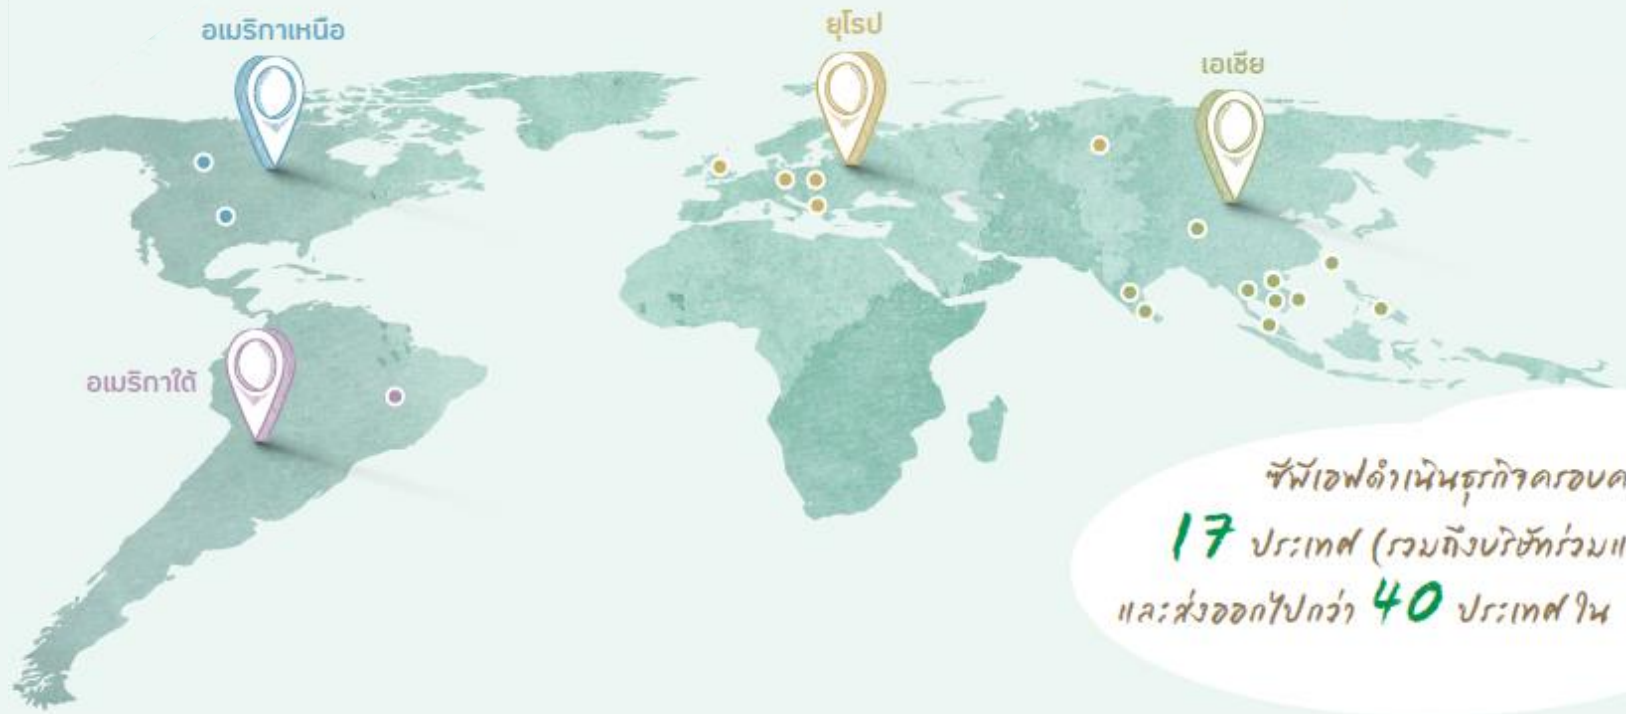 อเมริกาเหนือ
ยุโรป
เอเชีย
อเมริกาใต้
ซีพีเอฟดำเนินธุรกิจครอบค
17 ประเทศ (รวมถึงบริษัทร่วมแ
และส่งออกไปกว่า 40 ประเทศ ใน